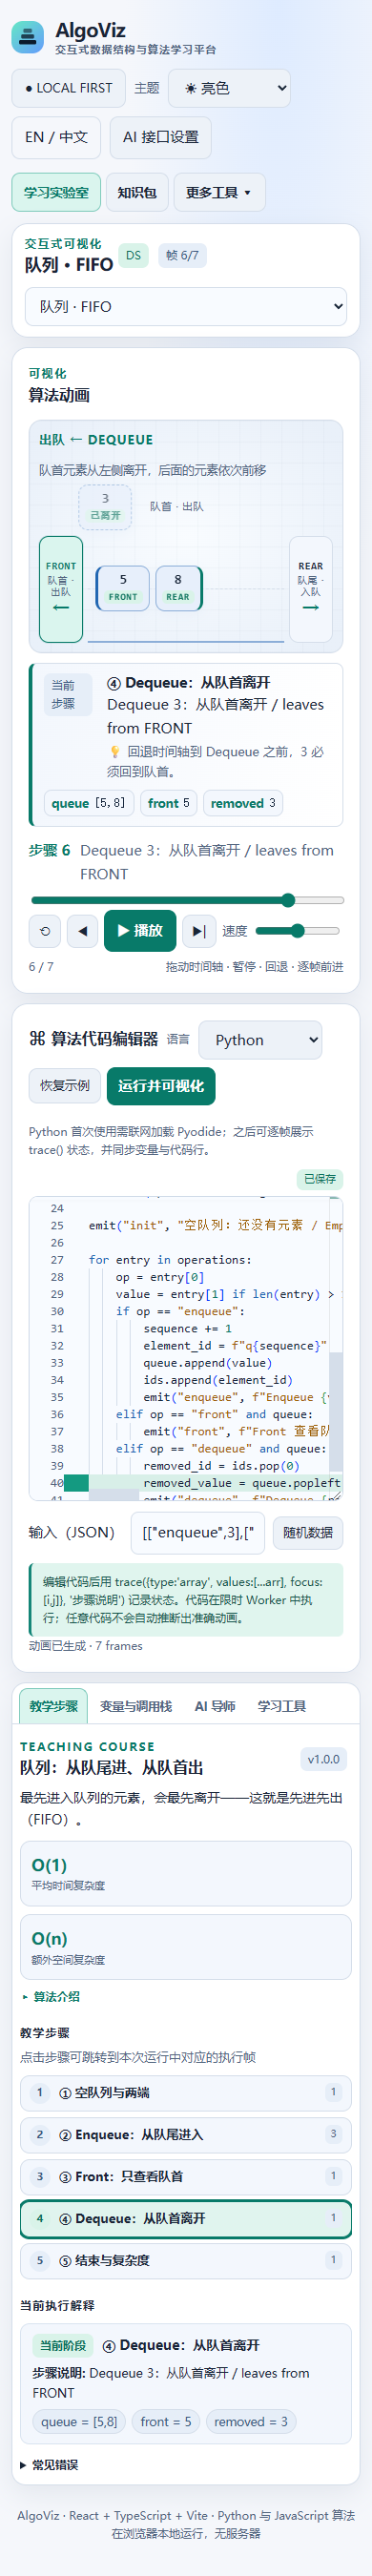 AlgoViz
交互式数据结构与算法学习平台
● LOCAL FIRST 主题 ☀ 亮色
EN / 中文 AI 接口设置
学习实验室 知识包 更多工具 ▼
交互式可视化
队列 • FIFO DS 帧 6/7
队列 · FIFO
可视化
算法动画
出队 ← DEQUEUE
队首元素从左侧离开，后面的元素依次前移
3
已离开
队首 · 出队
FRONT
队首 · 出队
←
5
FRONT
8
REAR
REAR
队尾 · 入队
→
当前步骤
④ Dequeue：从队首离开
Dequeue 3：从队首离开 / leaves from FRONT
💡 回退时间轴到 Dequeue 之前，3 必须回到队首。
queue [5,8] front 5 removed 3
步骤 6 Dequeue 3：从队首离开 / leaves from FRONT
▶ 播放 速度
6 / 7 拖动时间轴 · 暂停 · 回退 · 逐帧前进
⌘ 算法代码编辑器 语言 Python
恢复示例 运行并可视化
Python 首次使用需联网加载 Pyodide；之后可逐帧展示
trace() 状态，并同步变量与代码行。
已保存
24
25 emit("init", "空队列：还没有元素 / Emp
26
27 for entry in operations:
28 op = entry[0]
29 value = entry[1] if len(entry) >
30 if op == "enqueue":
31 sequence += 1
32 element_id = f"q{sequence}"
33 queue.append(value)
34 ids.append(element_id)
35 emit("enqueue", f"Enqueue {
36 elif op == "front" and queue:
37 emit("front", f"Front 查看队
38 elif op == "dequeue" and queue:
39 removed_id = ids.pop(0)
40 removed_value = queue.popleft
41 emit("dequeue", f"Dequeue {
输入（JSON） [["enqueue",3],[" 随机数据
编辑代码后用 trace({type:'array', values:[...arr], focus:
[i,j]}, '步骤说明') 记录状态。代码在限时 Worker 中执
行；任意代码不会自动推断出准确动画。
动画已生成 · 7 frames
教学步骤 变量与调用栈 AI 导师 学习工具
TEACHING COURSE
队列：从队尾进、从队首出 v1.0.0
最先进入队列的元素，会最先离开——这就是先进先出
（FIFO）。
O(1)
平均时间复杂度
O(n)
额外空间复杂度
▸ 算法介绍
教学步骤
点击步骤可跳转到本次运行中对应的执行帧
1 ① 空队列与两端 1
2 ② Enqueue：从队尾进入 3
3 ③ Front：只查看队首 1
4 ④ Dequeue：从队首离开 1
5 ⑤ 结束与复杂度 1
当前执行解释
当前阶段 ④ Dequeue：从队首离开
步骤说明: Dequeue 3：从队首离开 / leaves from
FRONT
queue = [5,8] front = 5 removed = 3
▸ 常见错误
AlgoViz · React + TypeScript + Vite · Python 与 JavaScript 算法
在浏览器本地运行，无服务器